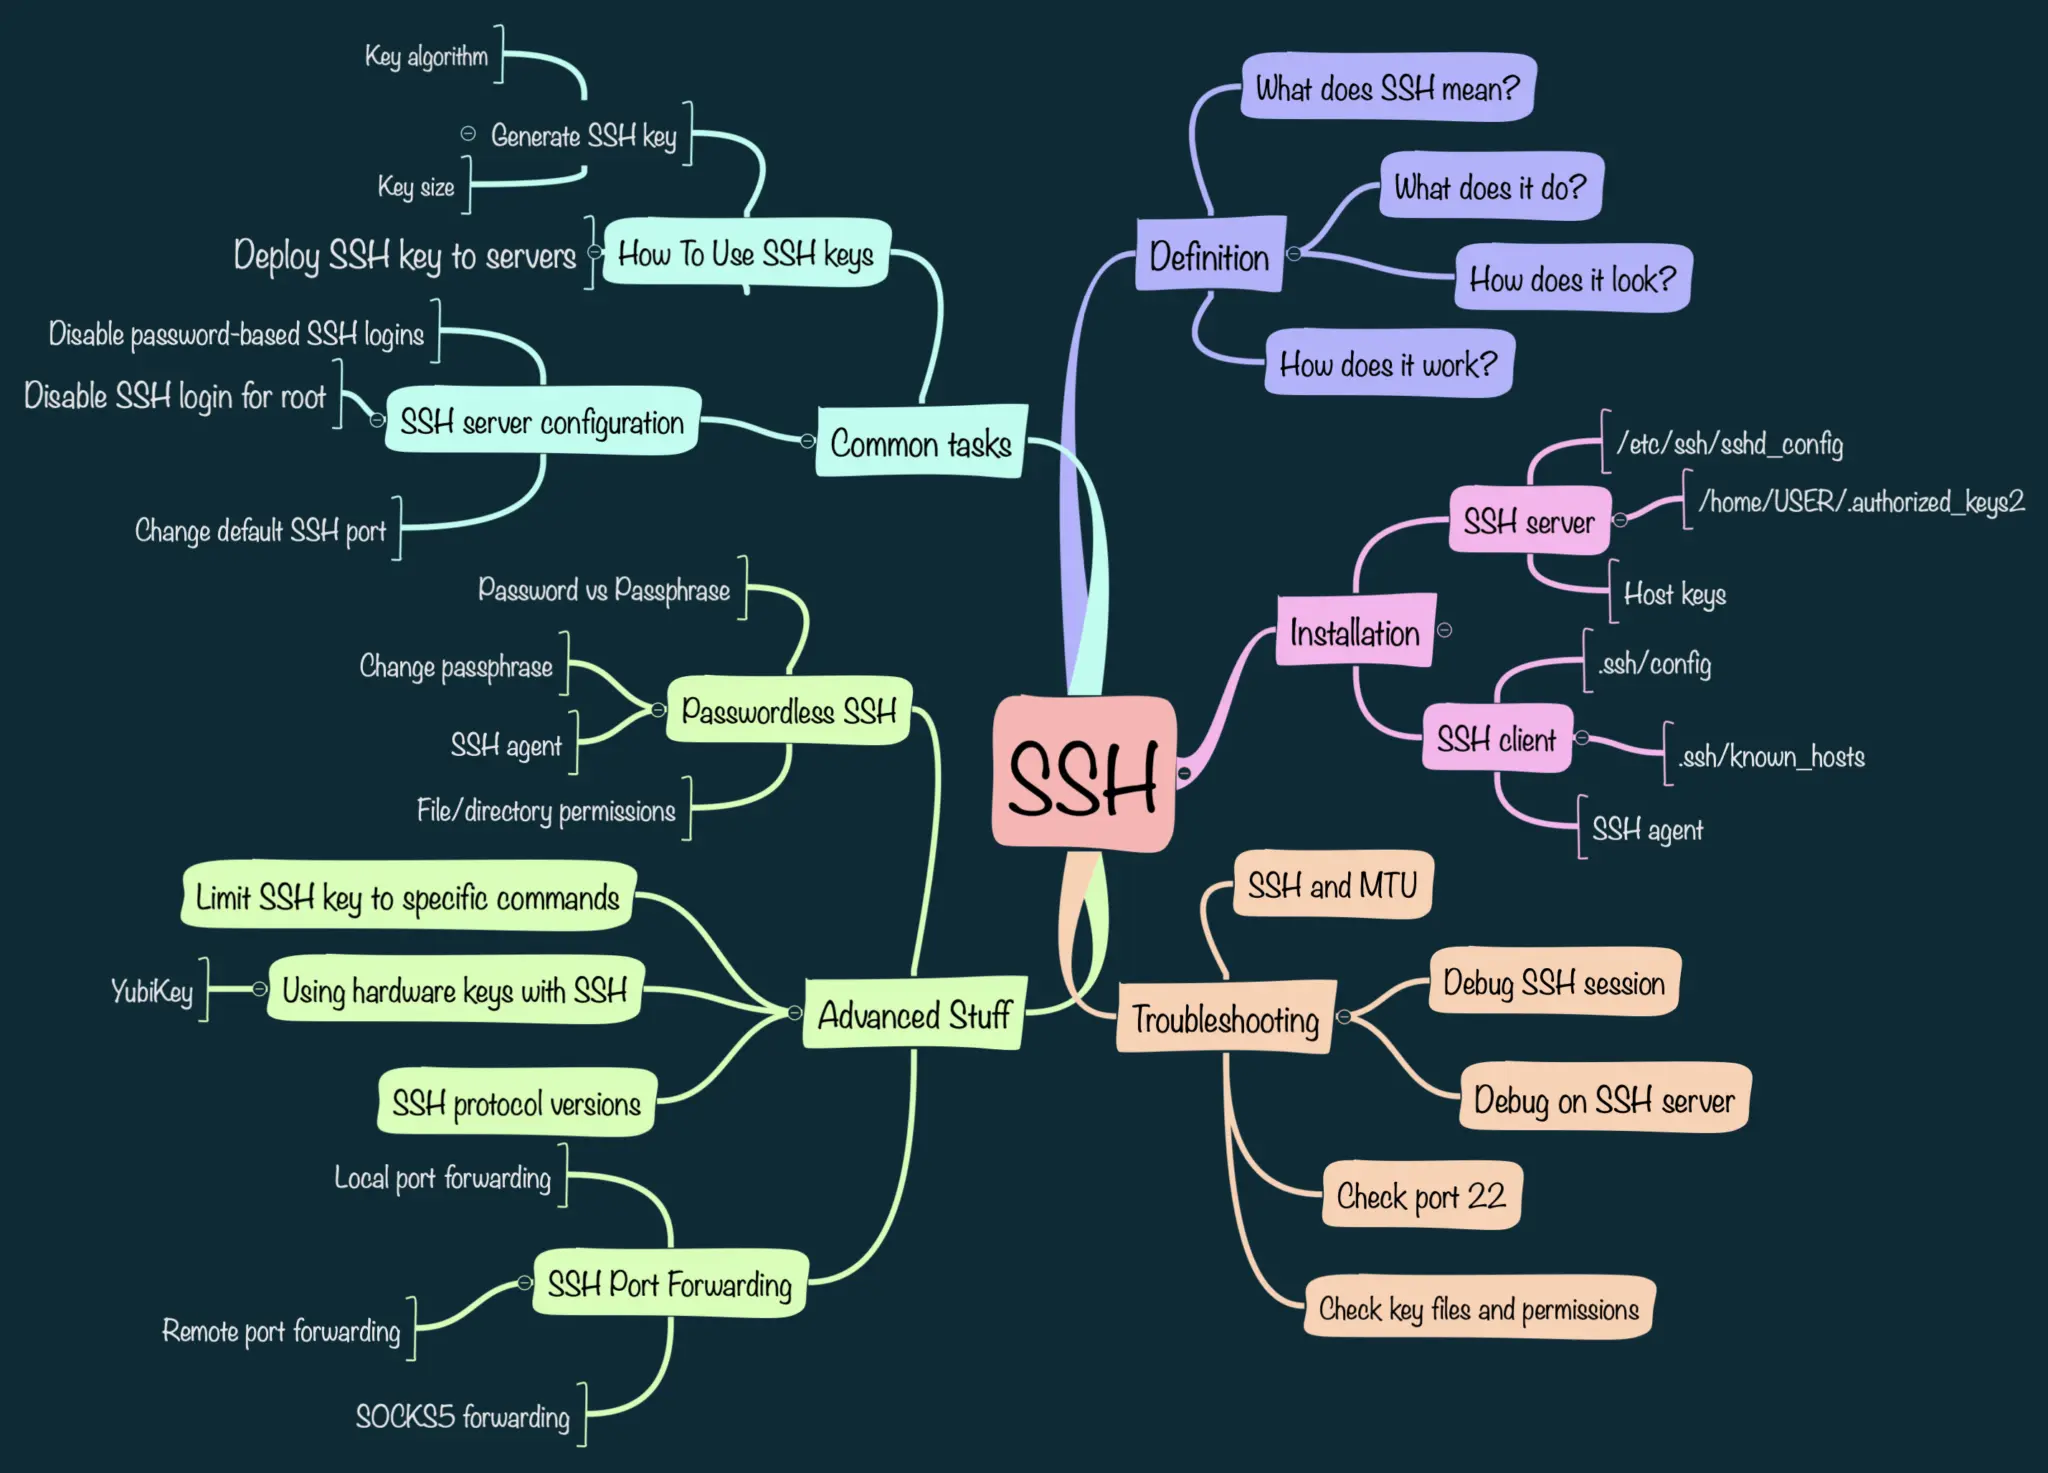 SSH
Definition
What does SSH mean?
What does it do?
How does it look?
How does it work?
Installation
SSH server
/etc/ssh/sshd_config
/home/USER/.authorized_keys2
Host keys
SSH client
.ssh/config
.ssh/known_hosts
SSH agent
Troubleshooting
SSH and MTU
Debug SSH session
Debug on SSH server
Check port 22
Check key files and permissions
Common tasks
How To Use SSH keys
Generate SSH key
Key algorithm
Key size
Deploy SSH key to servers
SSH server configuration
Disable password-based SSH logins
Disable SSH login for root
Change default SSH port
Advanced Stuff
Passwordless SSH
Password vs Passphrase
Change passphrase
SSH agent
File/directory permissions
Limit SSH key to specific commands
Using hardware keys with SSH
YubiKey
SSH protocol versions
SSH Port Forwarding
Local port forwarding
Remote port forwarding
SOCKS5 forwarding